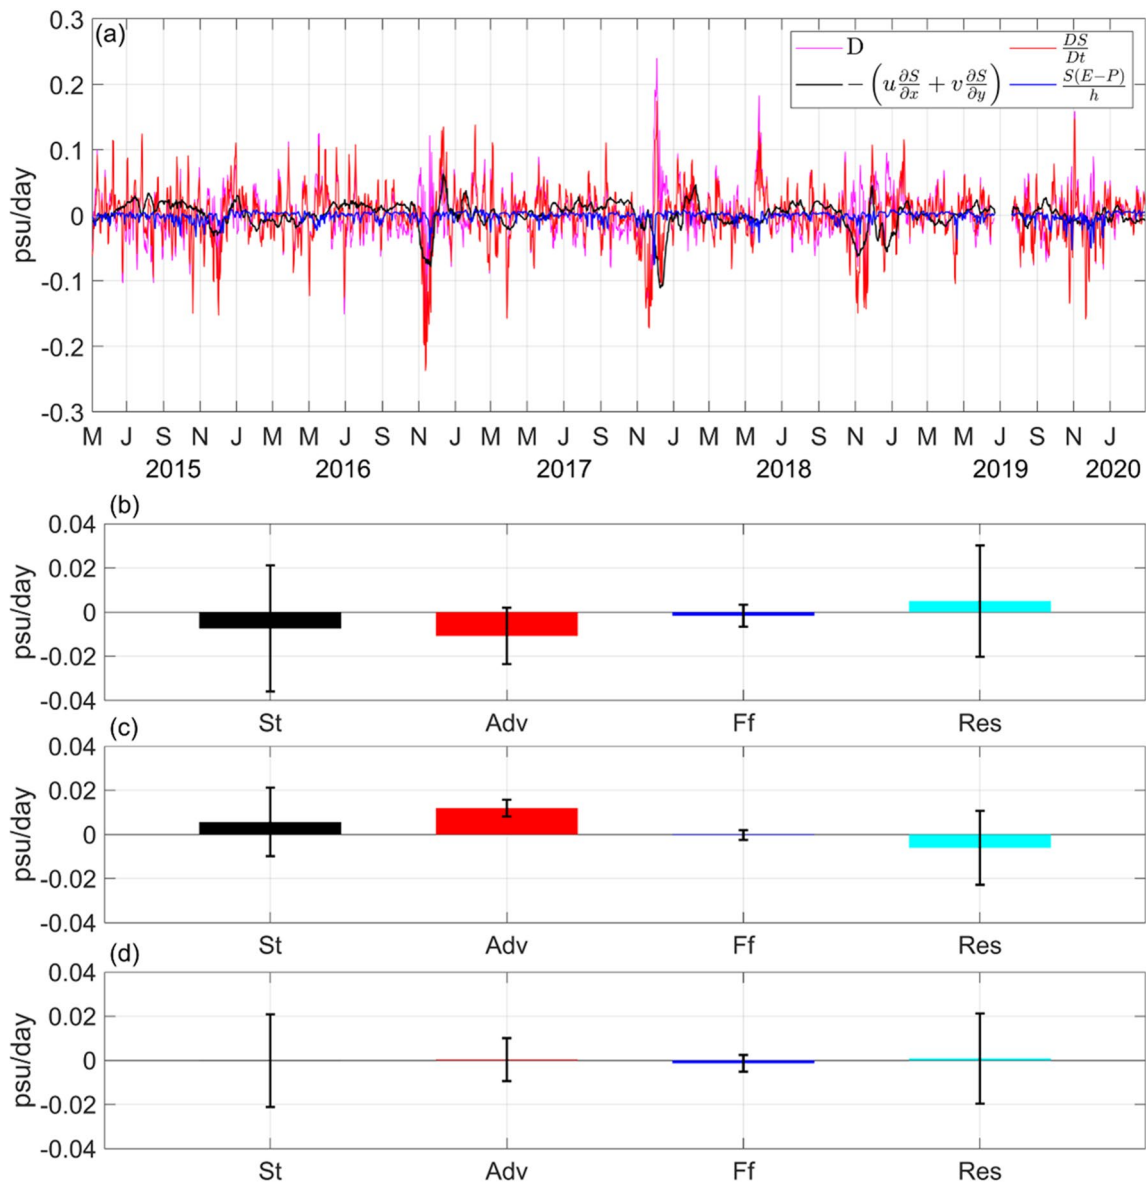 (a)
0.3
0.2
0.1
0
-0.1
-0.2
-0.3
psu/day
D
DS/Dt
−(u ∂S/∂x + v ∂S/∂y)
S(E−P)/h
M J S N J M M J S N J M M J S N J M M J S N J M M J S N J
2015 2016 2017 2018 2019 2020
(b)
0.04
0.02
0
-0.02
-0.04
psu/day
St Adv Ff Res
(c)
0.04
0.02
0
-0.02
-0.04
psu/day
St Adv Ff Res
(d)
0.04
0.02
0
-0.02
-0.04
psu/day
St Adv Ff Res